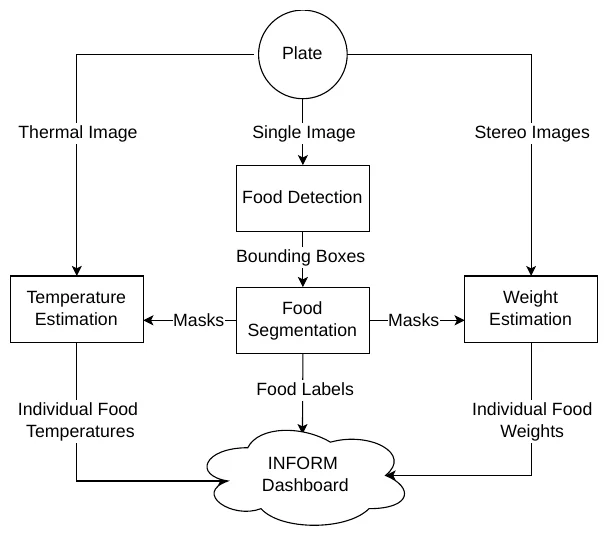 Plate
Thermal Image
Single Image
Stereo Images
Food Detection
Bounding Boxes
Temperature
Estimation
Masks
Food
Segmentation
Masks
Weight
Estimation
Food Labels
Individual Food
Temperatures
Individual Food
Weights
INFORM
Dashboard